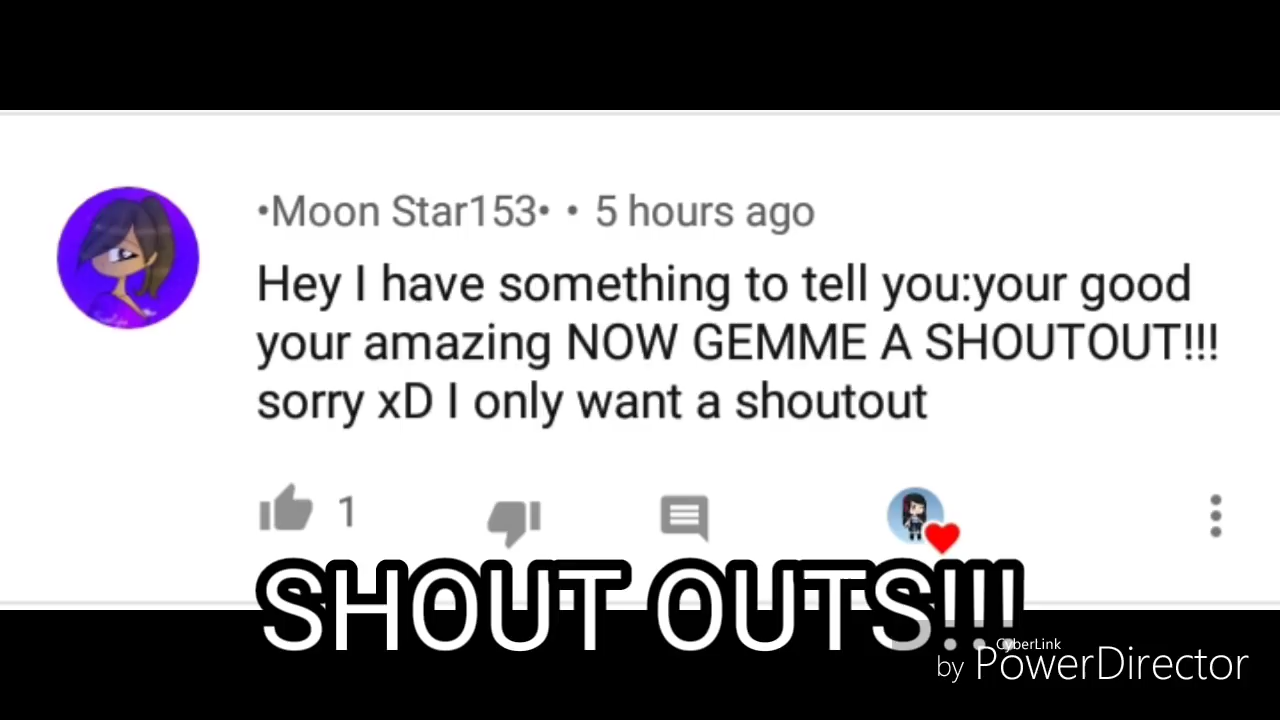 •Moon Star153• • 5 hours ago
Hey I have something to tell you:your good
your amazing NOW GEMME A SHOUTOUT!!!
sorry xD I only want a shoutout
1
SHOUT OUTS!!!
CyberLink
by PowerDirector